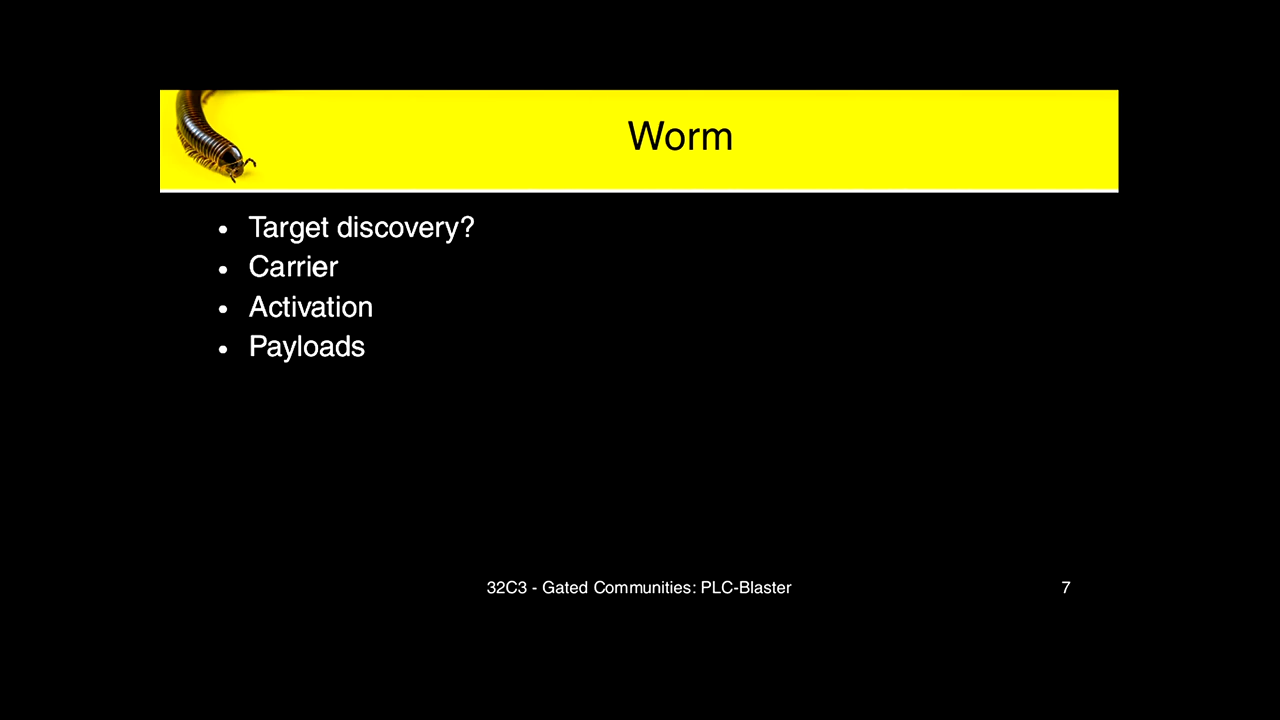 Worm
• Target discovery?
• Carrier
• Activation
• Payloads
32C3 - Gated Communities: PLC-Blaster
7